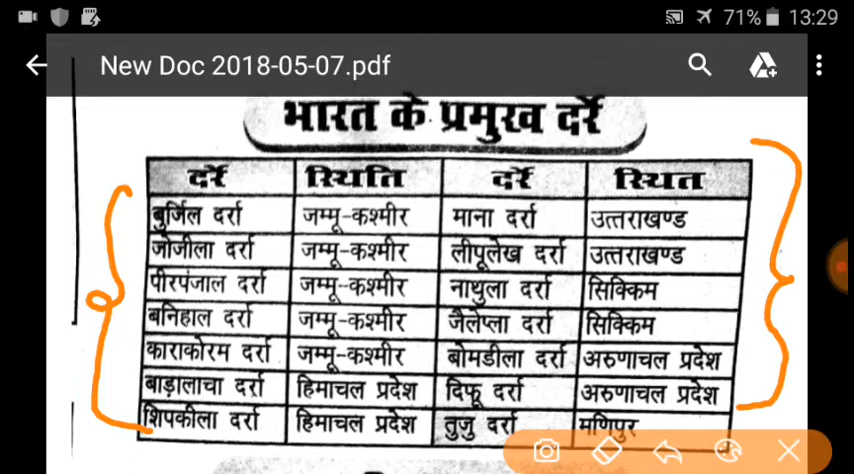 71% 13:29
New Doc 2018-05-07.pdf
भारत के प्रमुख दर्रे
दर्रे स्थिति दर्रे स्थित
बुर्जिल दर्रा जम्मू-कश्मीर माना दर्रा उत्तराखण्ड
जोजीला दर्रा जम्मू-कश्मीर लीपूलेख दर्रा उत्तराखण्ड
पीरपंजाल दर्रा जम्मू-कश्मीर नाथुला दर्रा सिक्किम
बनिहाल दर्रा जम्मू-कश्मीर जैलेप्ला दर्रा सिक्किम
काराकोरम दर्रा जम्मू-कश्मीर बोमडीला दर्रा अरुणाचल प्रदेश
बाड़ालाचा दर्रा हिमाचल प्रदेश दिफू दर्रा अरुणाचल प्रदेश
शिपकीला दर्रा हिमाचल प्रदेश तुजु दर्रा मणिपुर